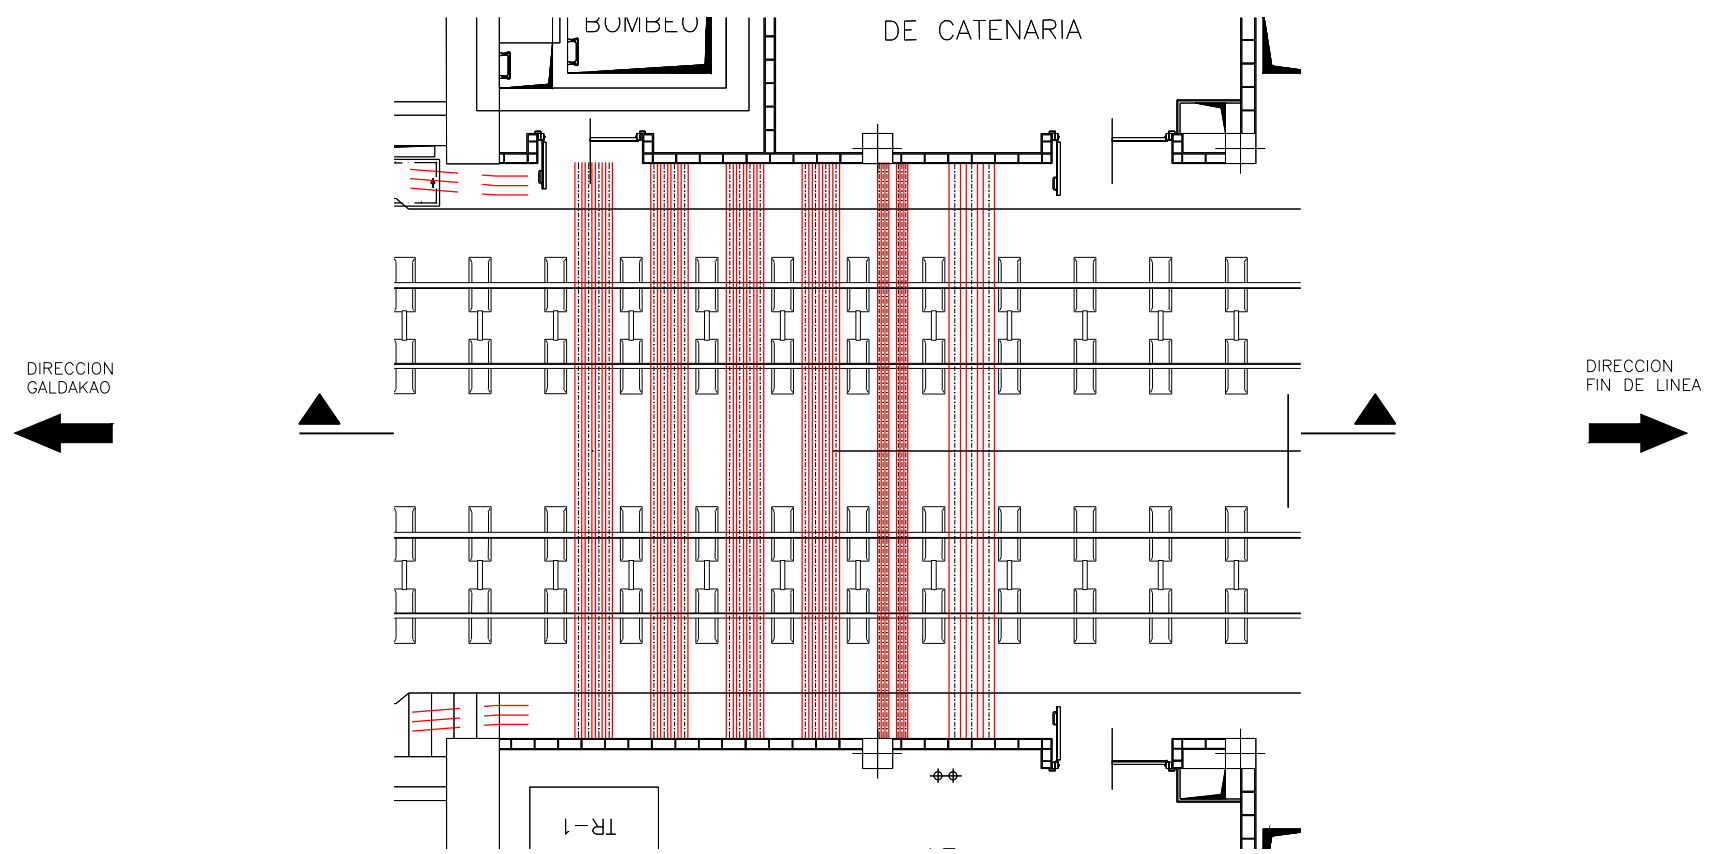 BOMBEO
DE CATENARIA
DIRECCION
GALDAKAO
DIRECCION
FIN DE LINEA
TR-1